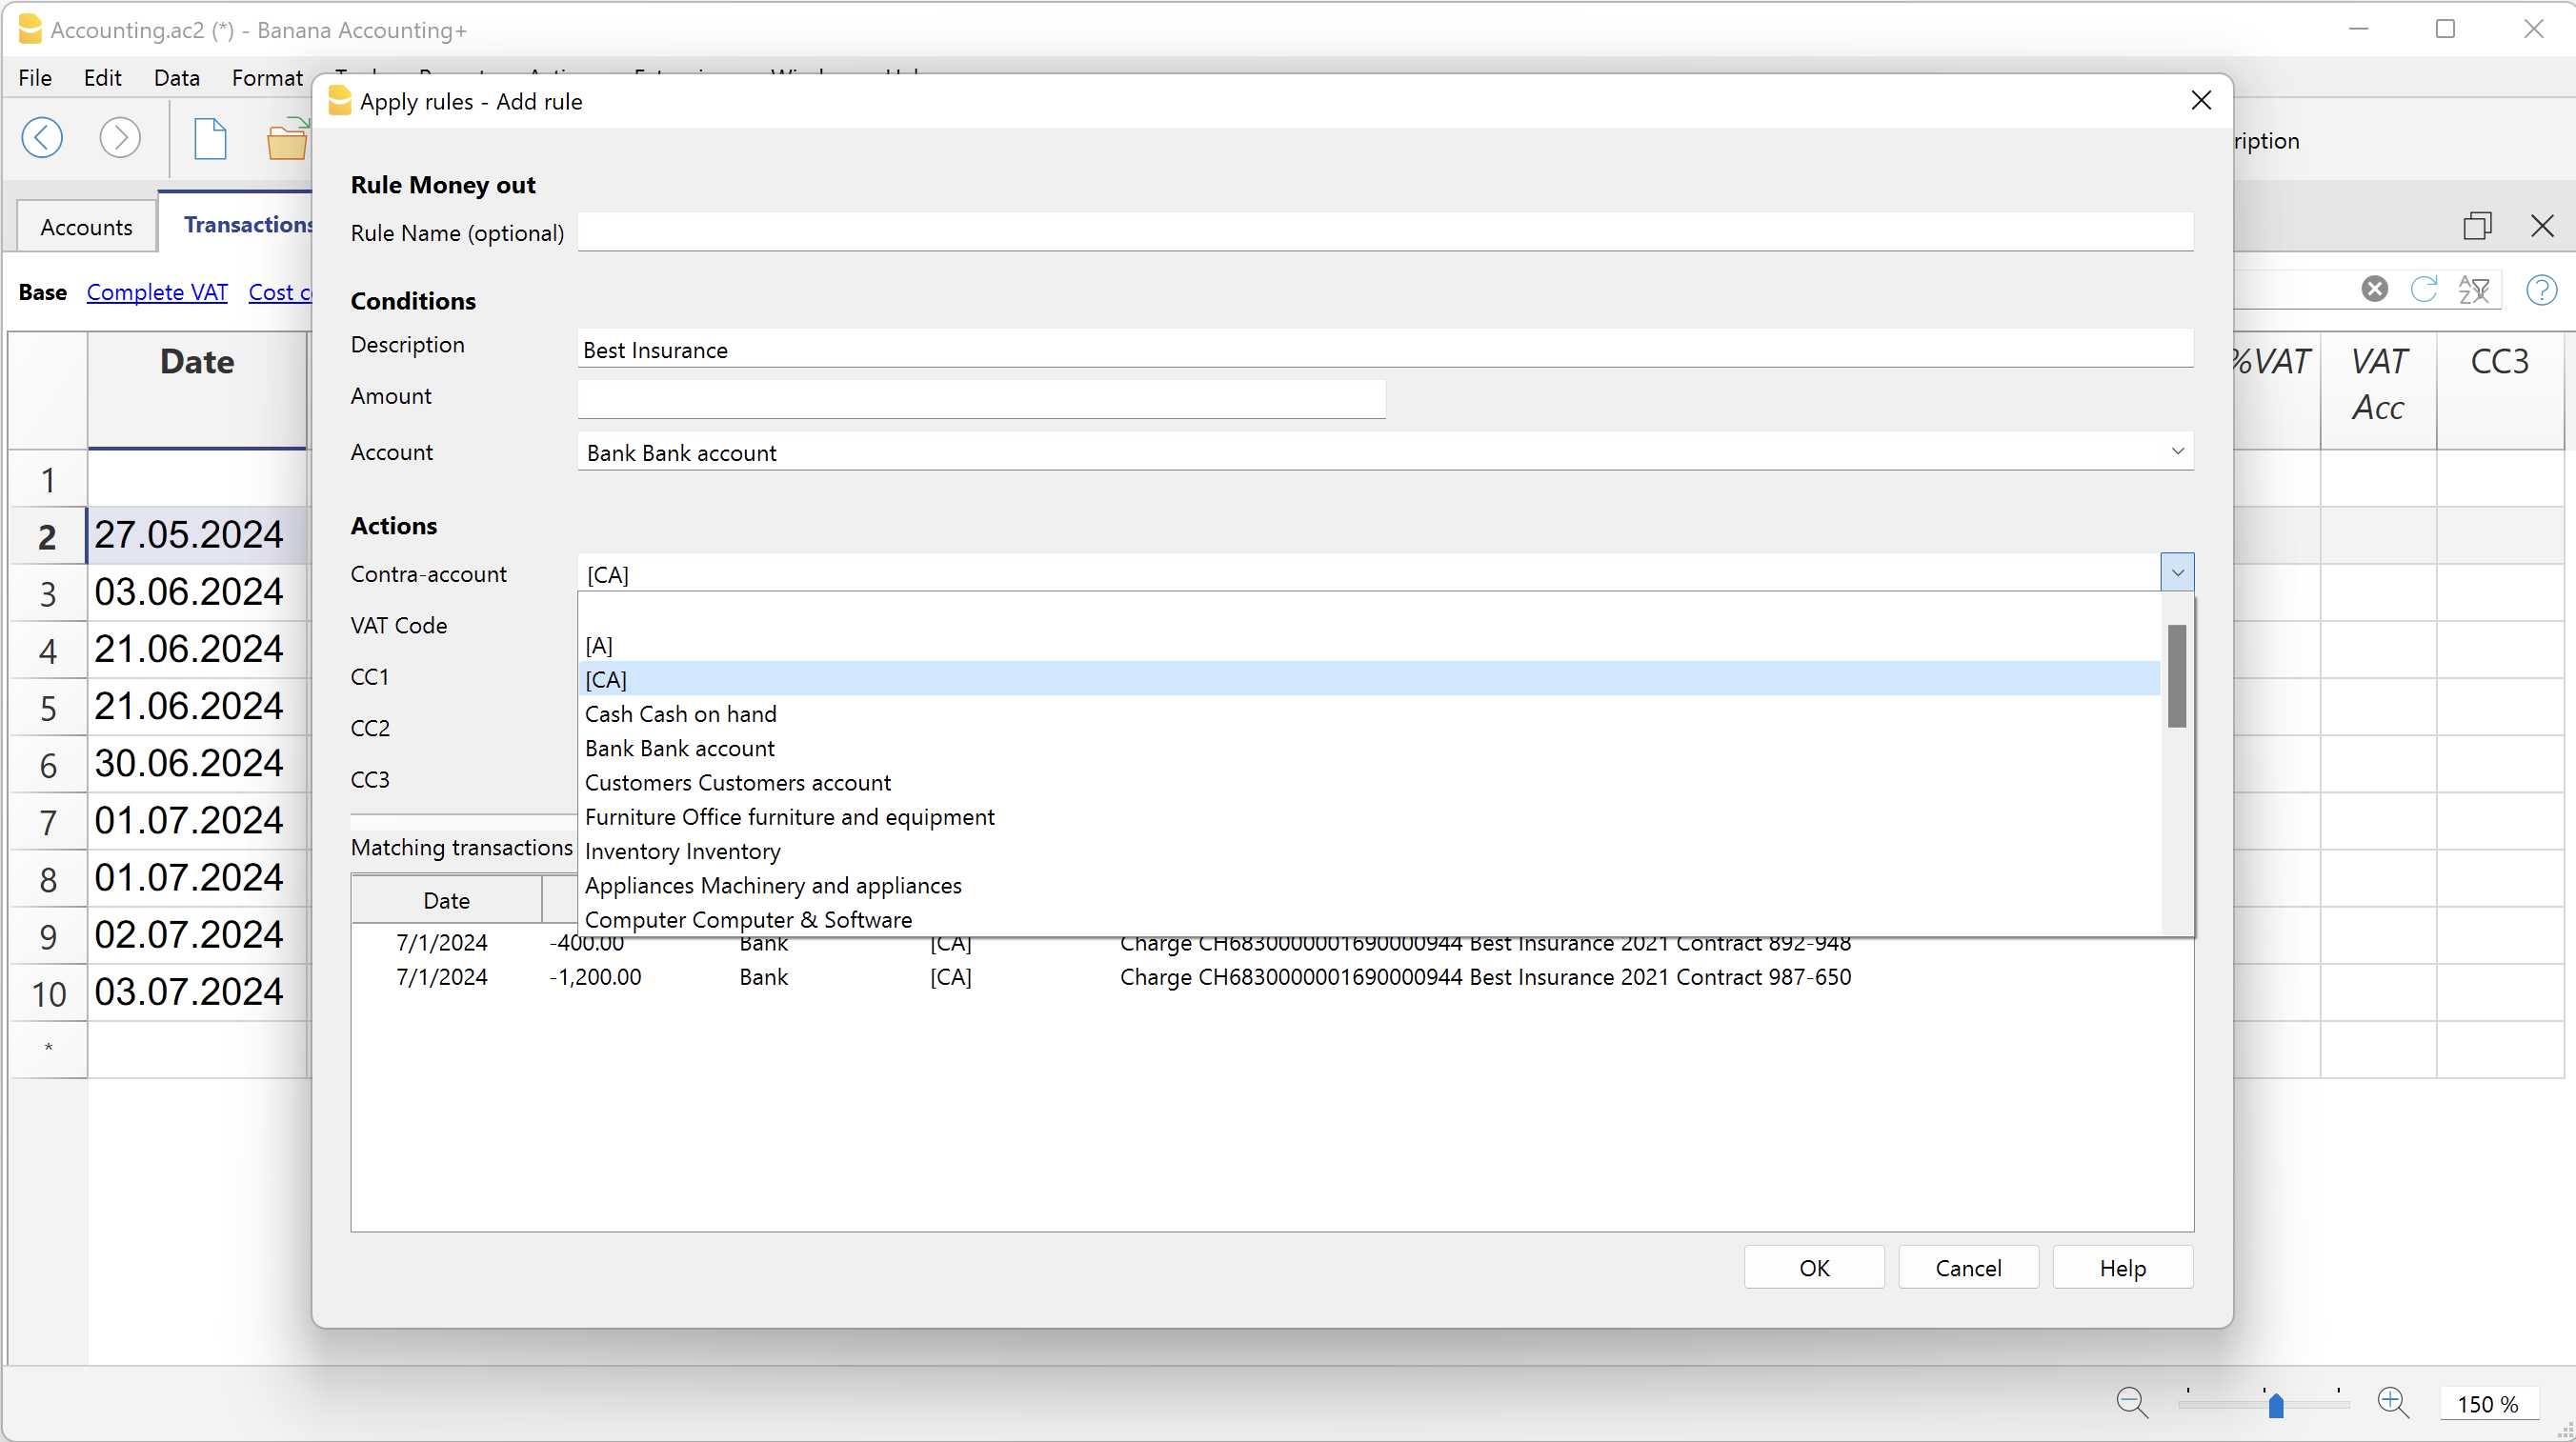 Accounting.ac2 (*) - Banana Accounting+
File Edit Data Format
Apply rules - Add rule
ription
Rule Money out
Accounts Transactions
Rule Name (optional)
Base Complete VAT Cost c
Conditions
Description Best Insurance
Amount
Account Bank Bank account
Date %VAT VAT Acc CC3
Actions
Contra-account [CA]
VAT Code
CC1
CC2
CC3
[A]
[CA]
Cash Cash on hand
Bank Bank account
Customers Customers account
Furniture Office furniture and equipment
Inventory Inventory
Appliances Machinery and appliances
Computer Computer & Software
Matching transactions
Date
7/1/2024 -400.00 Bank [CA] Charge CH6830000001690000944 Best Insurance 2021 Contract 892-948
7/1/2024 -1,200.00 Bank [CA] Charge CH6830000001690000944 Best Insurance 2021 Contract 987-650
1
2 27.05.2024
3 03.06.2024
4 21.06.2024
5 21.06.2024
6 30.06.2024
7 01.07.2024
8 01.07.2024
9 02.07.2024
10 03.07.2024
*
OK Cancel Help
150 %